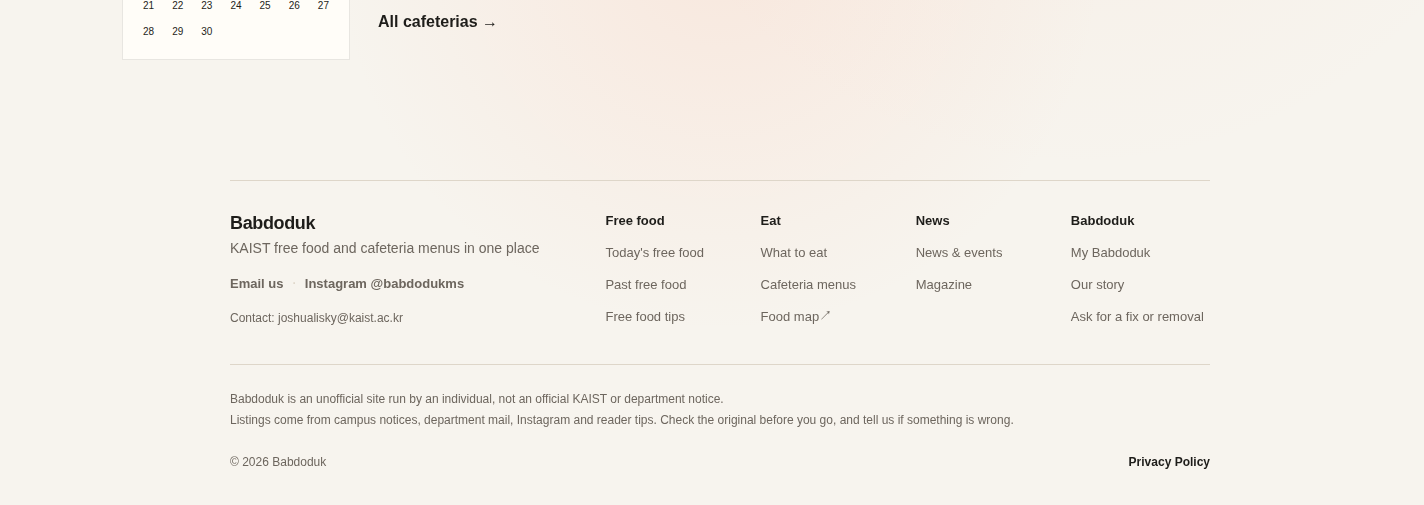 21 22 23 24 25 26 27
28 29 30
All cafeterias →
Babdoduk
KAIST free food and cafeteria menus in one place
Email us · Instagram @babdodukms
Contact: joshualisky@kaist.ac.kr
Free food
Today's free food
Past free food
Free food tips
Eat
What to eat
Cafeteria menus
Food map↗
News
News & events
Magazine
Babdoduk
My Babdoduk
Our story
Ask for a fix or removal
Babdoduk is an unofficial site run by an individual, not an official KAIST or department notice.
Listings come from campus notices, department mail, Instagram and reader tips. Check the original before you go, and tell us if something is wrong.
© 2026 Babdoduk
Privacy Policy